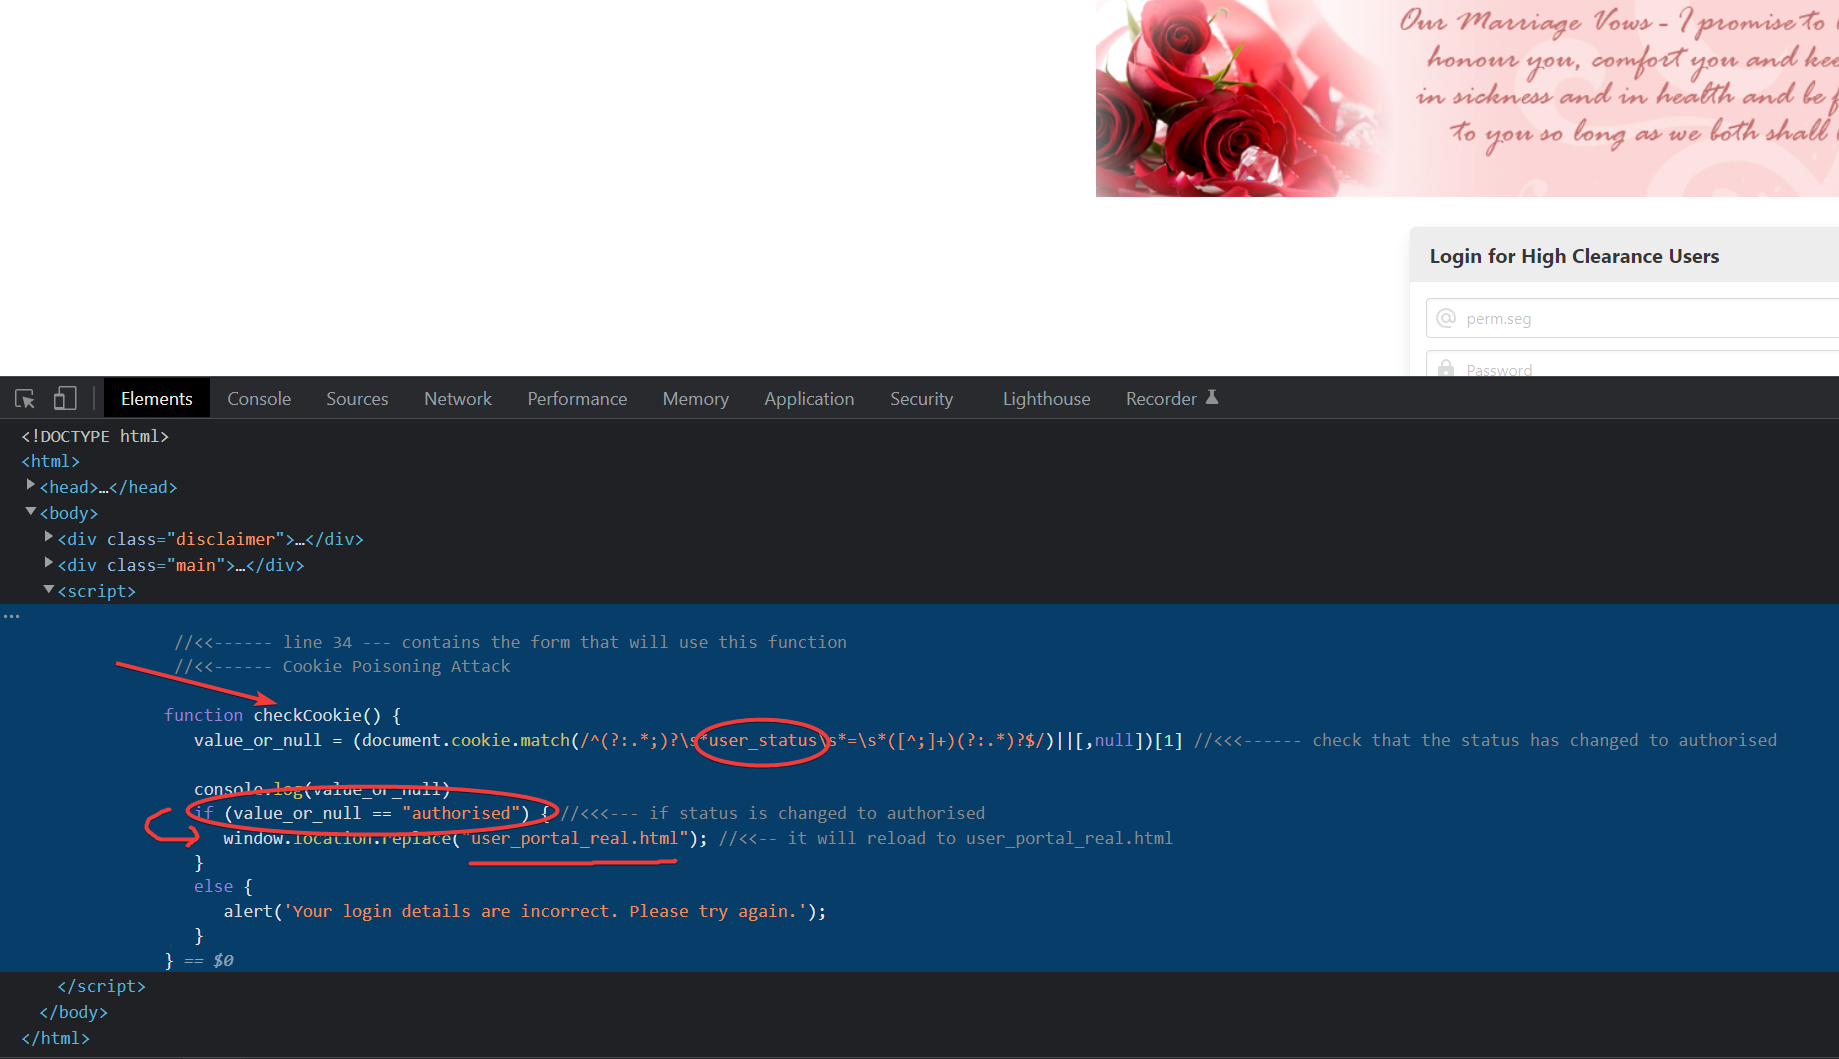 Our Marriage Vows - I promise to
honour you, comfort you and kee
in sickness and in health and be f
to you so long as we both shall
Login for High Clearance Users
perm.seg
Password
Elements Console Sources Network Performance Memory Application Security Lighthouse Recorder
<!DOCTYPE html>
<html>
<head>…</head>
<body>
<div class="disclaimer">…</div>
<div class="main">…</div>
<script>
…
//<<------ line 34 --- contains the form that will use this function
//<<------ Cookie Poisoning Attack
function checkCookie() {
value_or_null = (document.cookie.match(/^(?:.*;)?\s*user_status\s*=\s*([^;]+)(?:.*)?$/)||[,null])[1] //<<<------ check that the status has changed to authorised
console.log(value_or_null)
if (value_or_null == "authorised") { //<<<--- if status is changed to authorised
window.location.replace("user_portal_real.html"); //<<-- it will reload to user_portal_real.html
}
else {
alert('Your login details are incorrect. Please try again.');
}
} == $0
</script>
</body>
</html>